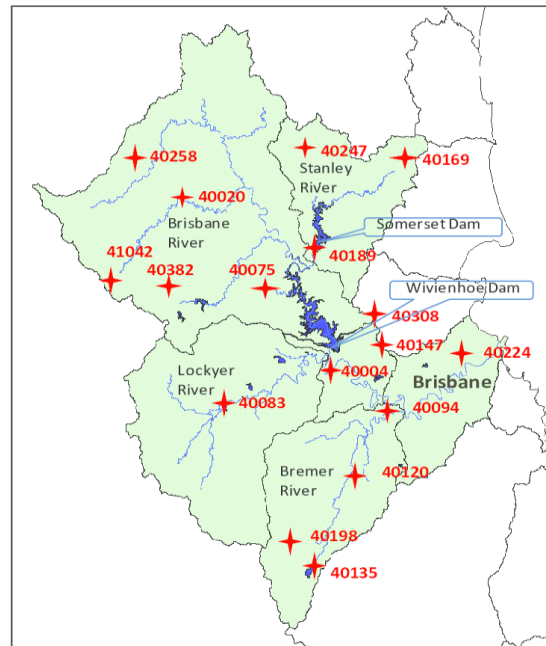 40247
40258
40169
Stanley
River
40020
Brisbane
River
Somerset Dam
41042
40189
40382
40075
Wivienhoe Dam
40308
40147
40224
Lockyer
River
40004
Brisbane
40083
40094
Bremer
River
40120
40198
40135